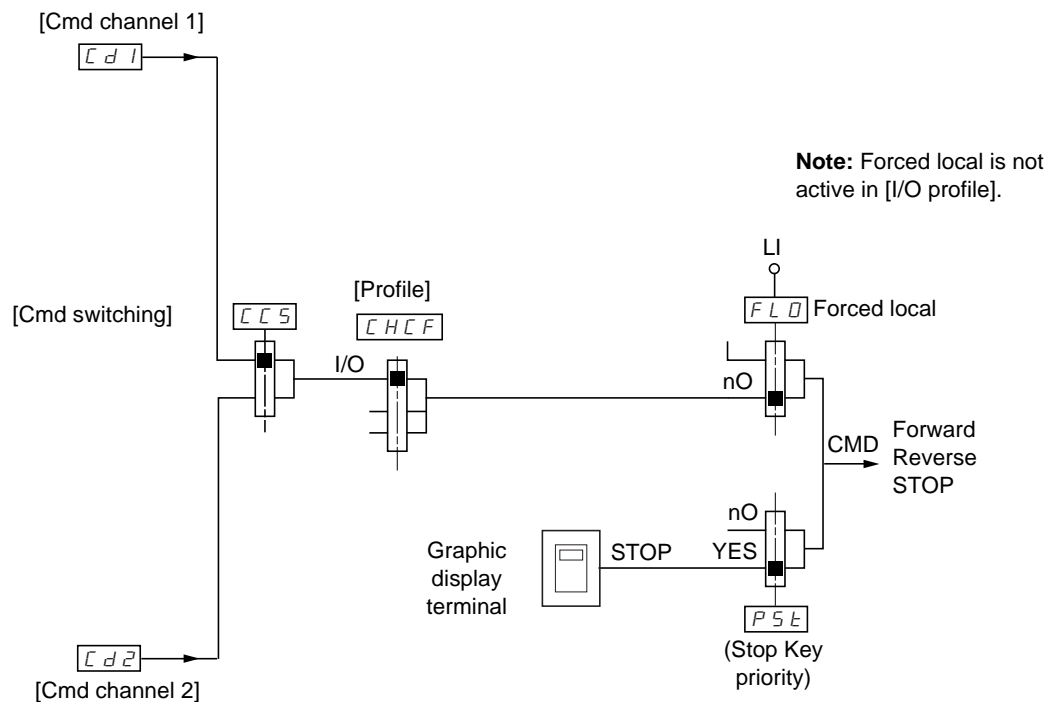 [Cmd channel 1]
Cd1
Note: Forced local is not
active in [I/O profile].
LI
[Cmd switching]
CCS
[Profile]
CHCF
FLO
Forced local
I/O
nO
CMD
Forward
Reverse
STOP
nO
Graphic
display
terminal
STOP
YES
PSt
(Stop Key
priority)
Cd2
[Cmd channel 2]